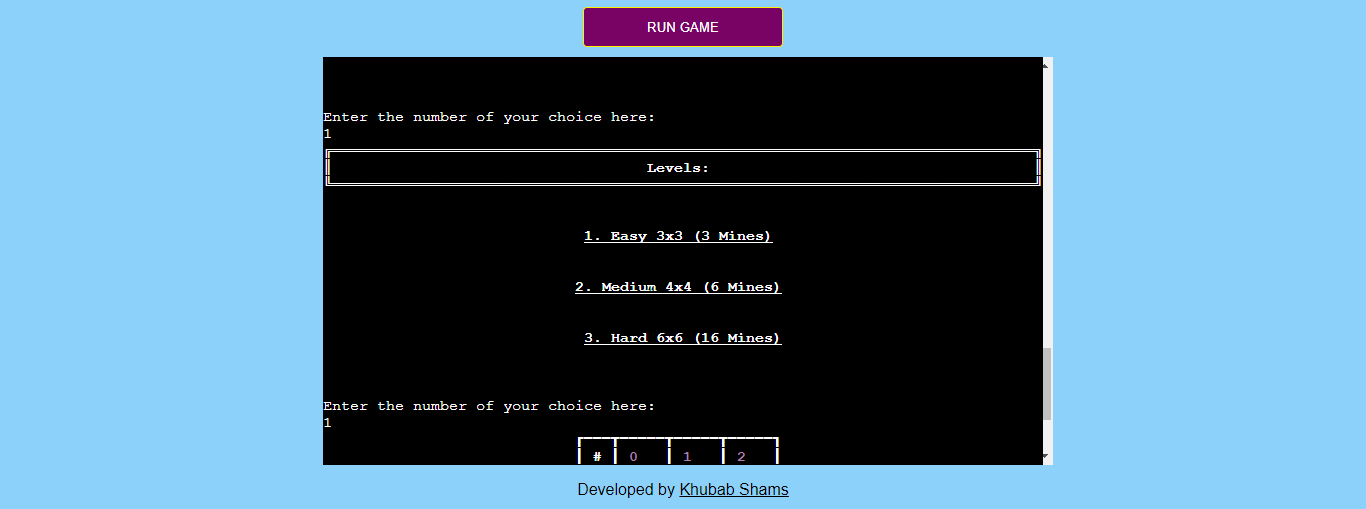 RUN GAME
Enter the number of your choice here:
1
Levels:
1. Easy 3x3 (3 Mines)
2. Medium 4x4 (6 Mines)
3. Hard 6x6 (16 Mines)
Enter the number of your choice here:
1
# 0 1 2
Developed by Khubab Shams